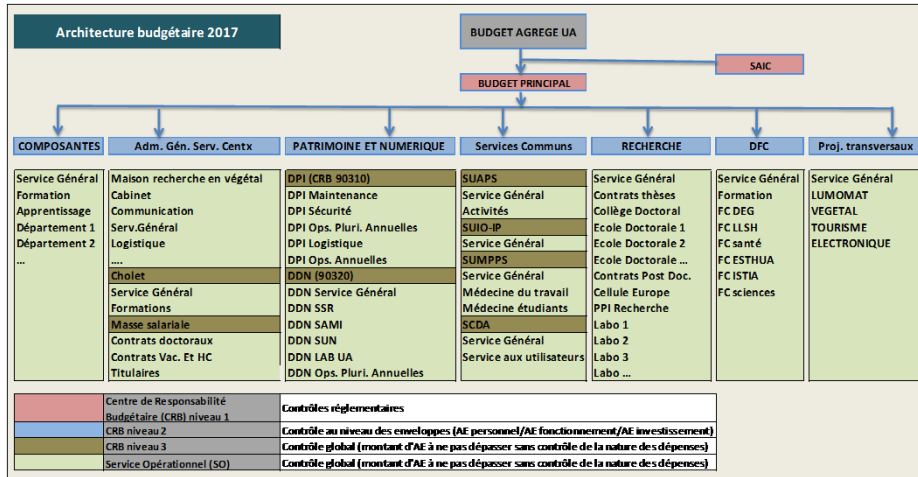 Architecture budgétaire 2017
BUDGET AGREGE UA
SAIC
BUDGET PRINCIPAL
COMPOSANTES
Service Général
Formation
Apprentissage
Département 1
Département 2
...
Adm. Gén. Serv. Centx
Maison recherche en végétal
Cabinet
Communication
Serv.Général
Logistique
....
Cholet
Service Général
Formations
Masse salariale
Contrats doctoraux
Contrats Vac. Et HC
Titulaires
PATRIMOINE ET NUMERIQUE
DPI (CRB 90310)
DPI Maintenance
DPI Sécurité
DPI Ops. Pluri. Annuelles
DPI Logistique
DPI Ops. Annuelles
DDN (90320)
DDN Service Général
DDN SSR
DDN SAMI
DDN SUN
DDN LAB UA
DDN Ops. Pluri. Annuelles
Services Communs
SUAPS
Service Général
Activités
SUIO-IP
Service Général
SUMPPS
Service Général
Médecine du travail
Médecine étudiants
SCDA
Service Général
Service aux utilisateurs
RECHERCHE
Service Général
Contrats thèses
Collège Doctoral
Ecole Doctorale 1
Ecole Doctorale 2
Ecole Doctorale ...
Contrats Post Doc.
Cellule Europe
PPI Recherche
Labo 1
Labo 2
Labo 3
Labo ...
DFC
Service Général
Formation
FC DEG
FC LLSH
FC santé
FC ESTHUA
FC ISTIA
FC sciences
Proj. transversaux
Service Général
LUMOMAT
VEGETAL
TOURISME
ELECTRONIQUE
Centre de Responsabilité
Budgétaire (CRB) niveau 1
Contrôles réglementaires
CRB niveau 2
Contrôle au niveau des enveloppes (AE personnel/AE fonctionnement/AE investissement)
CRB niveau 3
Contrôle global (montant d'AE à ne pas dépasser sans contrôle de la nature des dépenses)
Service Opérationnel (SO)
Contrôle global (montant d'AE à ne pas dépasser sans contrôle de la nature des dépenses)